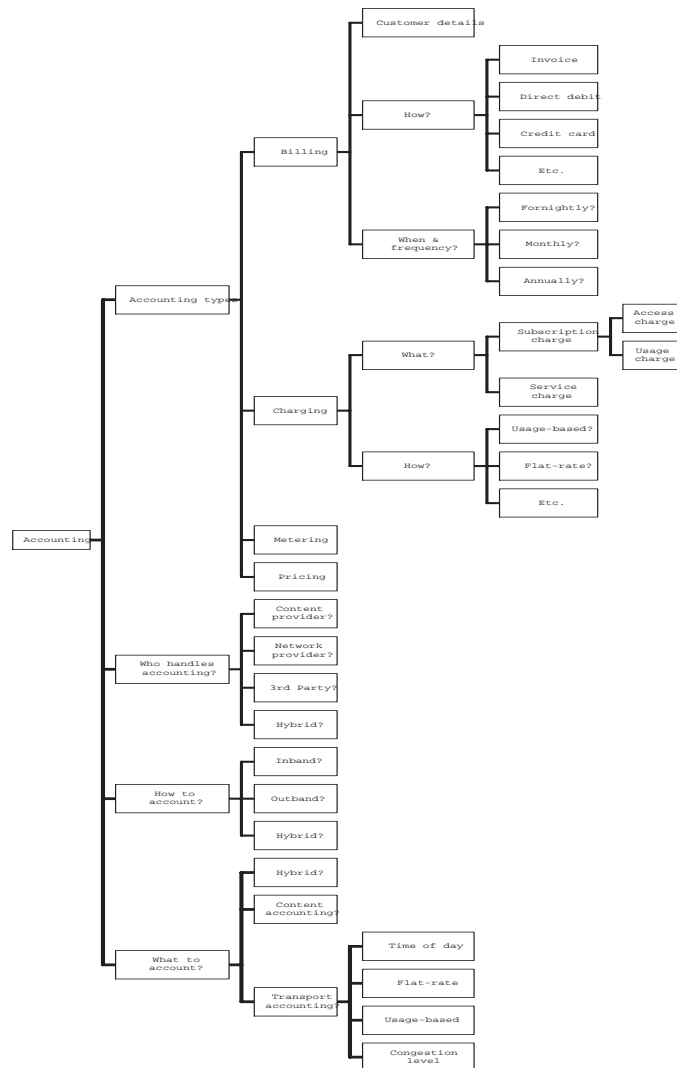 Customer details
Invoice
Direct debit
How?
Credit card
Billing
Etc.
Fornightly?
When &
frequency?
Monthly?
Annually?
Accounting types
Access
charge
Subscription
charge
What?
Usage
charge
Service
charge
Charging
Usage-based?
How?
Flat-rate?
Etc.
Accounting
Metering
Pricing
Content
provider?
Network
provider?
Who handles
accounting?
3rd Party?
Hybrid?
Inband?
How to
account?
Outband?
Hybrid?
Hybrid?
Content
accounting?
What to
account?
Time of day
Flat-rate
Transport
accounting?
Usage-based
Congestion
level